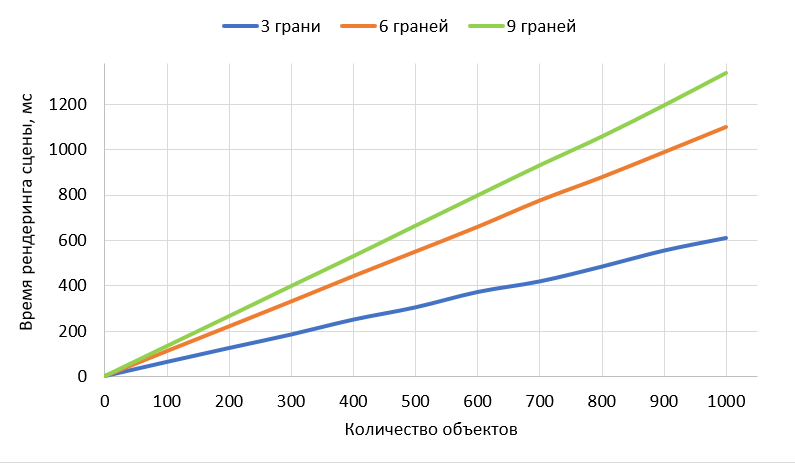 3 грани 6 граней 9 граней
Время рендеринга сцены, мс
1200
1000
800
600
400
200
0
0 100 200 300 400 500 600 700 800 900 1000
Количество объектов